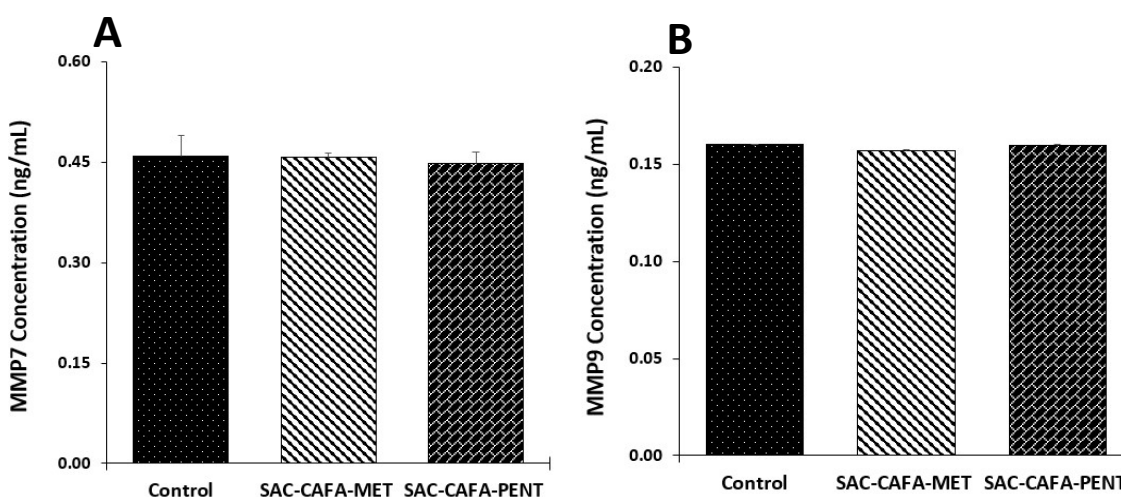 A
MMP7 Concentration (ng/mL)
0.60
0.45
0.30
0.15
0.00
Control SAC-CAFA-MET SAC-CAFA-PENT
B
MMP9 Concentration (ng/mL)
0.20
0.15
0.10
0.05
0.00
Control SAC-CAFA-MET SAC-CAFA-PENT